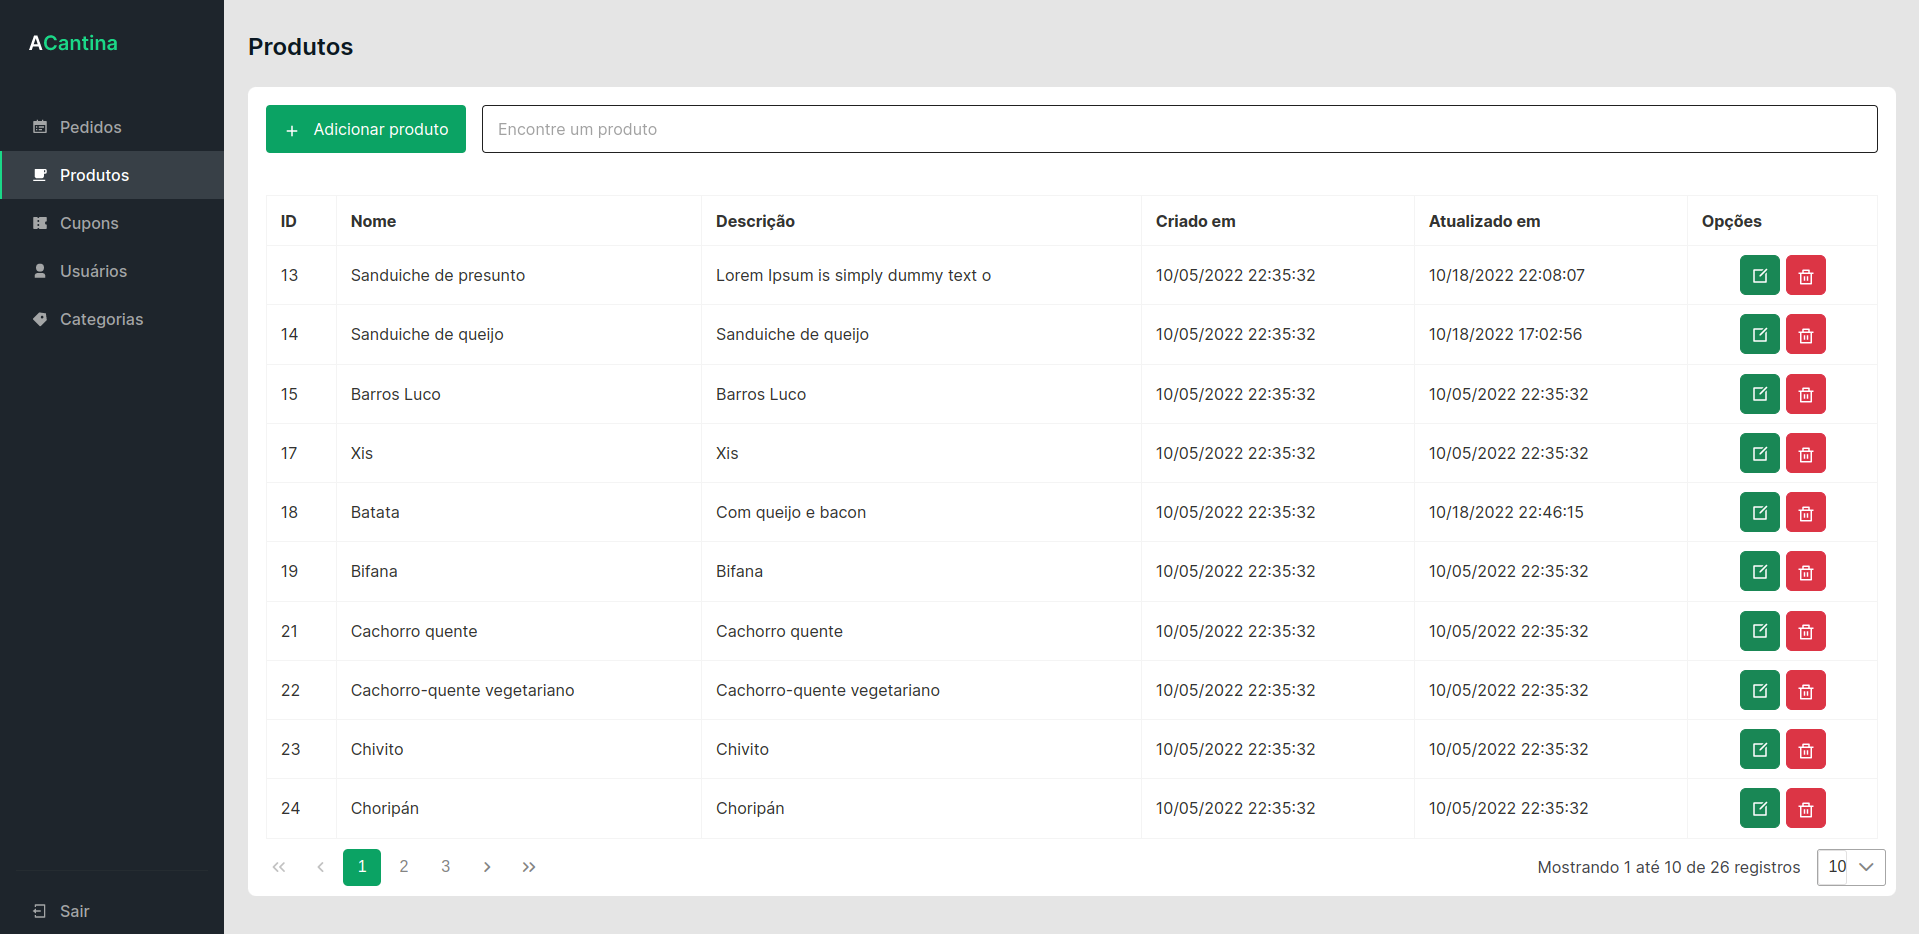 ACantina
Pedidos
Produtos
Cupons
Usuários
Categorias
Sair
Produtos
Adicionar produto
Encontre um produto
ID Nome Descrição Criado em Atualizado em Opções
13 Sanduiche de presunto Lorem Ipsum is simply dummy text o 10/05/2022 22:35:32 10/18/2022 22:08:07
14 Sanduiche de queijo Sanduiche de queijo 10/05/2022 22:35:32 10/18/2022 17:02:56
15 Barros Luco Barros Luco 10/05/2022 22:35:32 10/05/2022 22:35:32
17 Xis Xis 10/05/2022 22:35:32 10/05/2022 22:35:32
18 Batata Com queijo e bacon 10/05/2022 22:35:32 10/18/2022 22:46:15
19 Bifana Bifana 10/05/2022 22:35:32 10/05/2022 22:35:32
21 Cachorro quente Cachorro quente 10/05/2022 22:35:32 10/05/2022 22:35:32
22 Cachorro-quente vegetariano Cachorro-quente vegetariano 10/05/2022 22:35:32 10/05/2022 22:35:32
23 Chivito Chivito 10/05/2022 22:35:32 10/05/2022 22:35:32
24 Choripán Choripán 10/05/2022 22:35:32 10/05/2022 22:35:32
1 2 3 Mostrando 1 até 10 de 26 registros 10